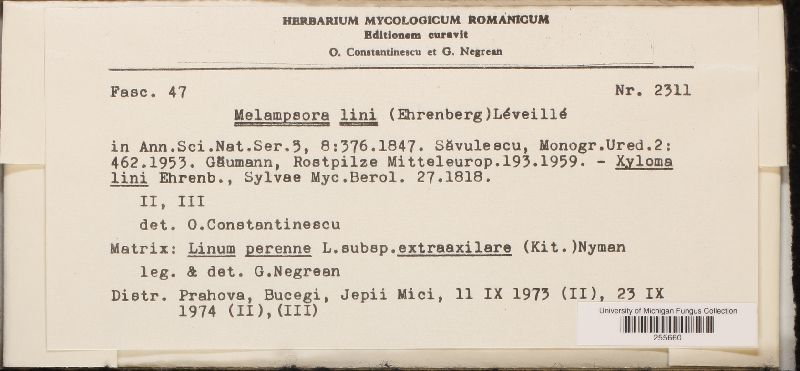 HERBARIUM MYCOLOGICUM ROMANICUM
Editionem curavit
O. Constantinescu et G. Negrean
Fasc. 47 Nr. 2311
Melampsora lini (Ehrenberg)Léveillé
in Ann.Sci.Nat.Ser.3, 8:376.1847. Săvulescu, Monogr.Ured.2:
462.1953. Gäumann, Rostpilze Mitteleurop.193.1959. - Xyloma
lini Ehrenb., Sylvae Myc.Berol. 27.1818.
II, III
det. O.Constantinescu
Matrix: Linum perenne L.subsp.extraaxilare (Kit.)Nyman
leg. & det. G.Negrean
Distr. Prahova, Bucegi, Jepii Mici, 11 IX 1973 (II), 23 IX
1974 (II),(III)
University of Michigan Fungus Collection
255660